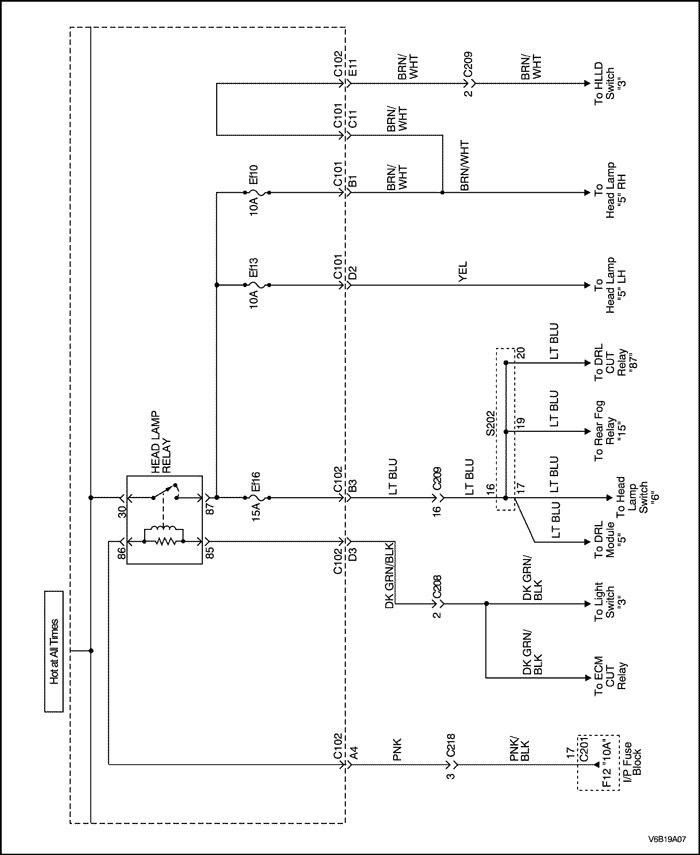 Hot at All Times
HEAD LAMP
RELAY
86
30
85
87
Ef16
15A
Ef13
10A
Ef10
10A
C102
A4
C102
D3
C102
B3
C101
D2
C101
B1
C101
C11
C102
E11
PNK
DK GRN/BLK
LT BLU
YEL
BRN/
WHT
BRN/
WHT
BRN/
WHT
C218
3
C208
2
C209
16
C209
2
PNK/
BLK
DK GRN/
BLK
DK GRN/
BLK
LT BLU
S202
16
17
19
20
LT BLU
LT BLU
LT BLU
LT BLU
BRN/WHT
BRN/
WHT
17
C201
F12 "10A"
I/P Fuse
Block
To ECM
CUT
Relay
To Light
Switch
"3"
To DRL
Module
"5"
To Head
Lamp
Switch
"6"
To Rear Fog
Relay
"15"
To DRL
CUT
Relay
"87"
To
Head Lamp
"5" LH
To
Head Lamp
"5" RH
To HLLD
Switch
"3"
V6B19A07